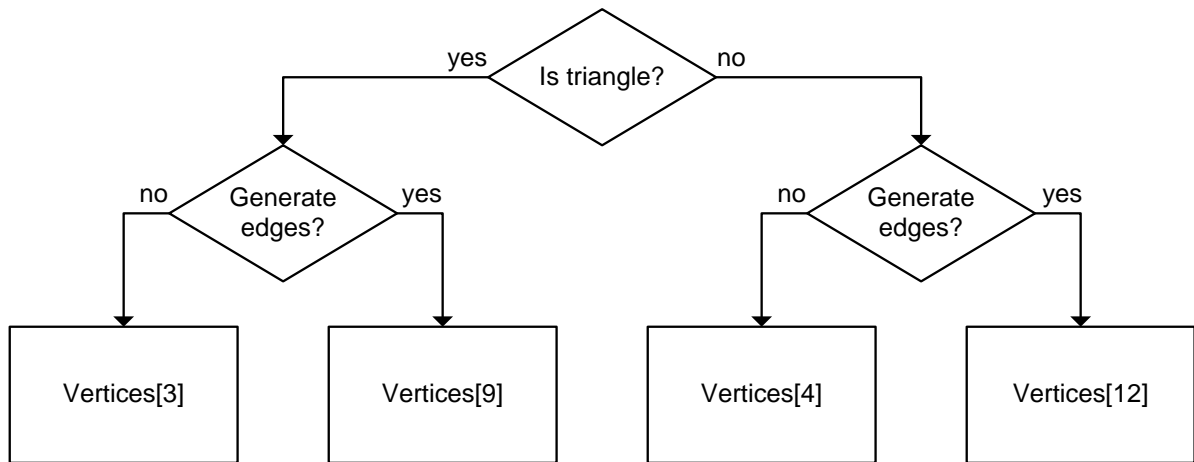 Is triangle?
yes
no
Generate
edges?
no
yes
Generate
edges?
no
yes
Vertices[3]
Vertices[9]
Vertices[4]
Vertices[12]